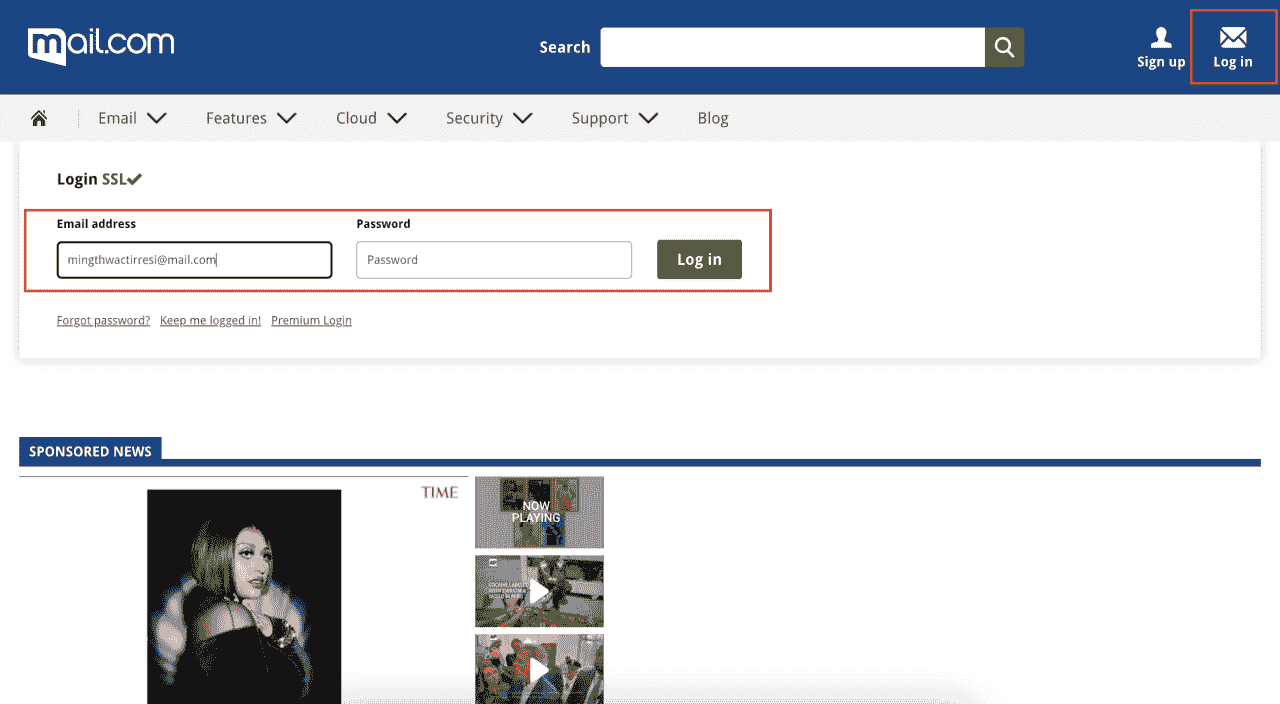 mail.com
Search
Sign up
Log in
Email
Features
Cloud
Security
Support
Blog
Login SSL
Email address
Password
mingthwactirresi@mail.com
Password
Log in
Forgot password? Keep me logged in! Premium Login
SPONSORED NEWS
TIME
NOW
PLAYING